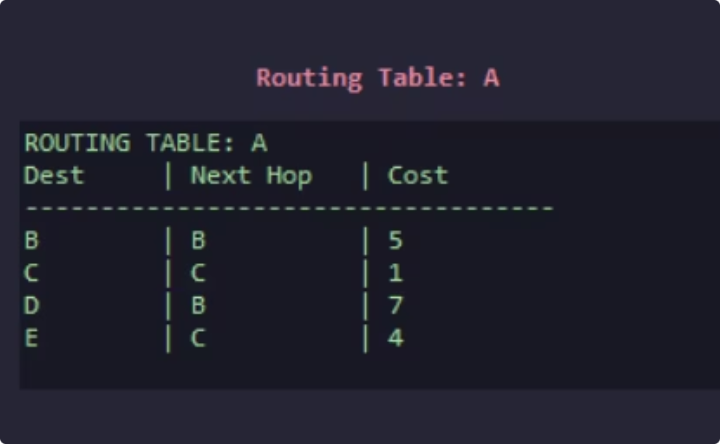 Routing Table: A
ROUTING TABLE: A
Dest | Next Hop | Cost
-----------------------------------
B | B | 5
C | C | 1
D | B | 7
E | C | 4